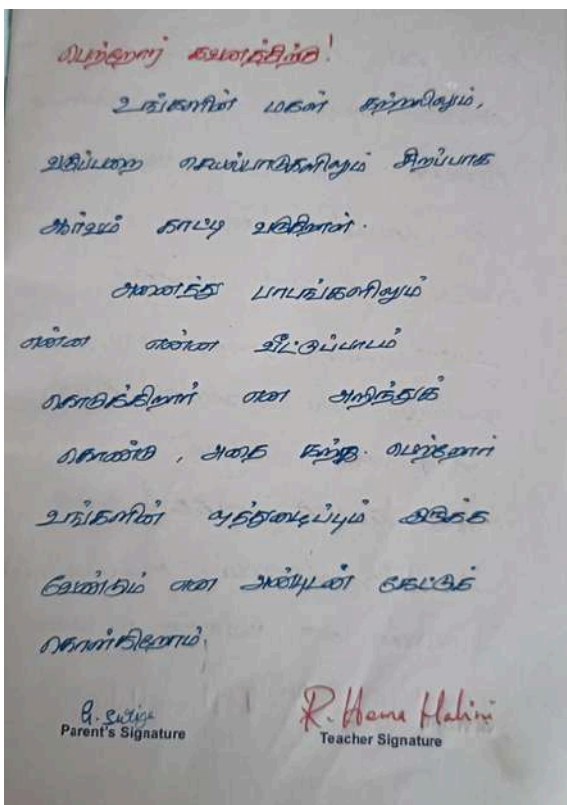 பெற்றோர் கவனத்திற்கு!
உங்களின் மகள் கற்றலிலும்,
வகுப்பறை செயல்பாடுகளிலும் சிறப்பாக
ஆர்வம் காட்டி வருகிறாள்.
அனைத்து பாடங்களிலும்
என்ன என்ன வீட்டுப்பாடம்
கொடுக்கிறார் என அறிந்துக்
கொண்டு, அதை கற்று. பெற்றோர்
உங்களின் ஒத்துழைப்பும் இருக்க
வேண்டும் என அன்புடன் கேட்டுக்
கொள்கிறோம்.
R. Hema Malini
Parent's Signature
Teacher Signature